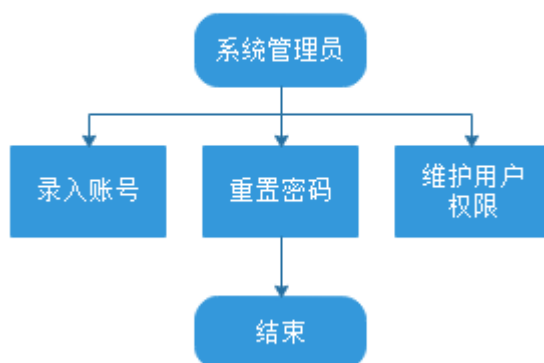 系统管理员
录入账号
重置密码
维护用户
权限
结束